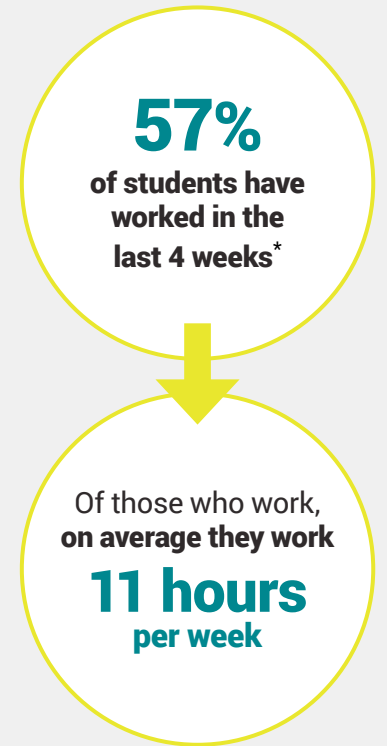 57%
of students have
worked in the
last 4 weeks*
Of those who work,
on average they work
11 hours
per week